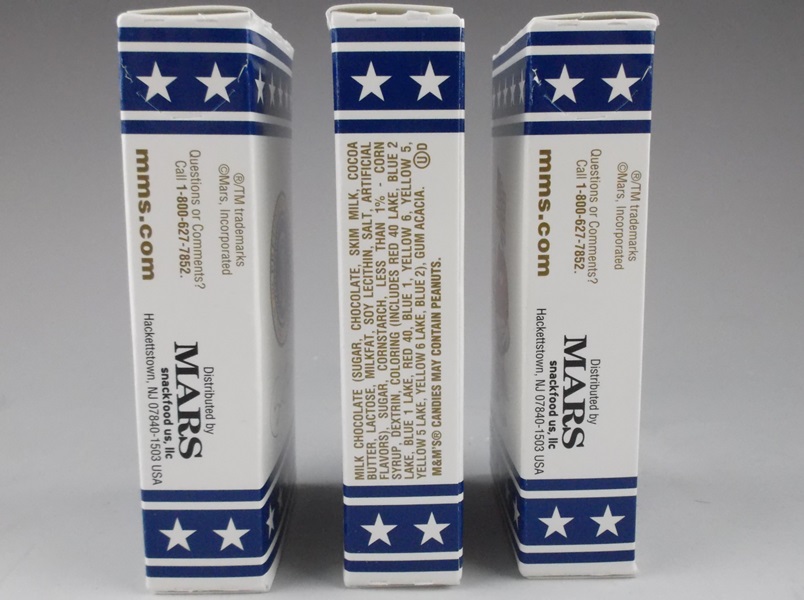 ®/TM trademarks
©Mars, Incorporated
Questions or Comments?
Call 1-800-627-7852.
mms.com
Distributed by
MARS
snackfood us, llc
Hackettstown, NJ 07840-1503 USA
MILK CHOCOLATE (SUGAR, CHOCOLATE, SKIM MILK, COCOA
BUTTER, LACTOSE, MILKFAT, SOY LECITHIN, SALT, ARTIFICIAL
FLAVORS), SUGAR, CORNSTARCH, LESS THAN 1% - CORN
SYRUP, DEXTRIN, COLORING (INCLUDES RED 40 LAKE, BLUE 2
LAKE, BLUE 1 LAKE, RED 40, BLUE 1, YELLOW 6, YELLOW 5,
YELLOW 5 LAKE, YELLOW 6 LAKE, BLUE 2), GUM ACACIA. ⓊD
M&M'S® CANDIES MAY CONTAIN PEANUTS.
®/TM trademarks
©Mars, Incorporated
Questions or Comments?
Call 1-800-627-7852.
mms.com
Distributed by
MARS
snackfood us, llc
Hackettstown, NJ 07840-1503 USA